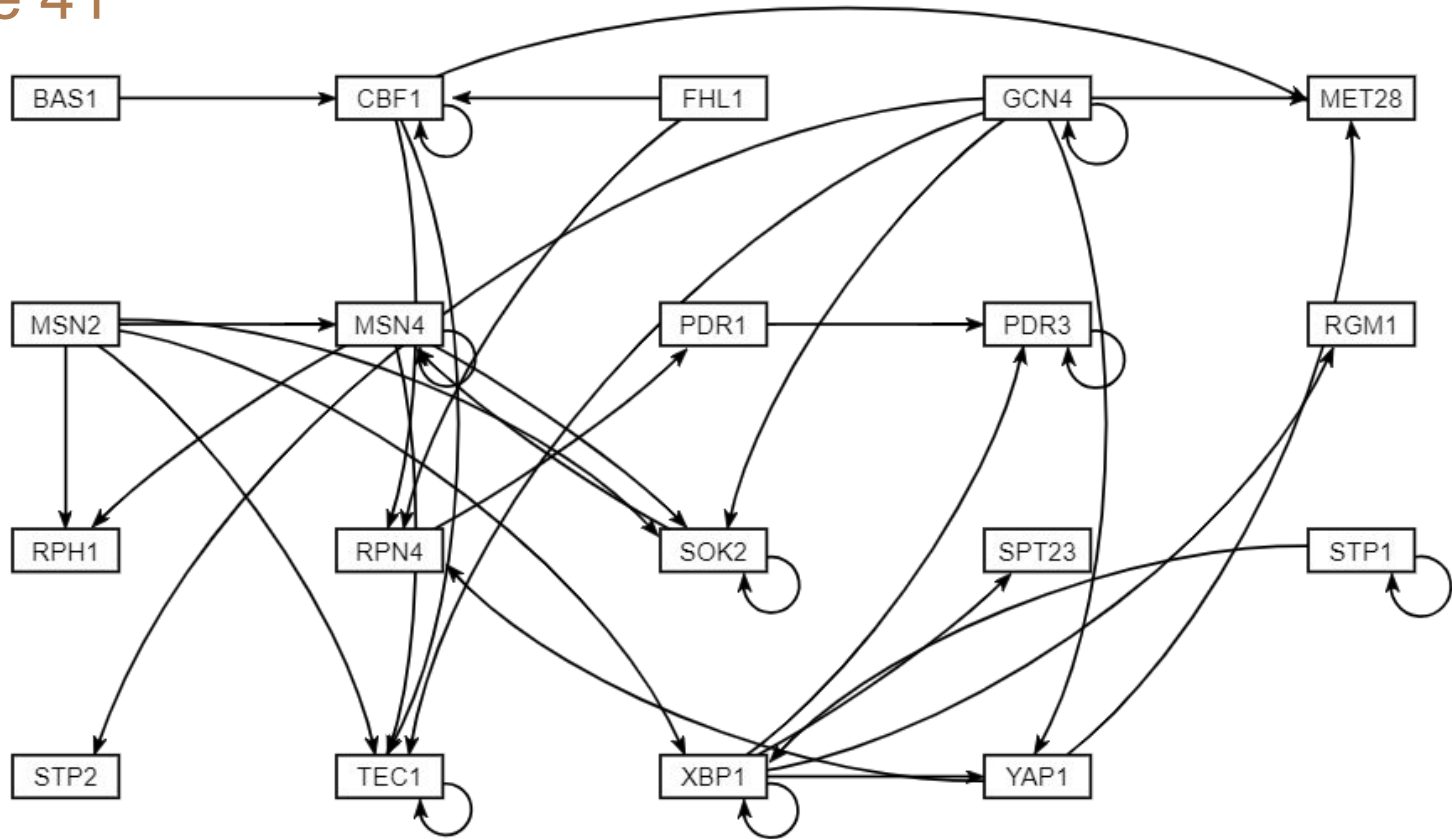 BAS1 CBF1 FHL1 GCN4 MET28
MSN2 MSN4 PDR1 PDR3 RGM1
RPH1 RPN4 SOK2 SPT23 STP1
STP2 TEC1 XBP1 YAP1